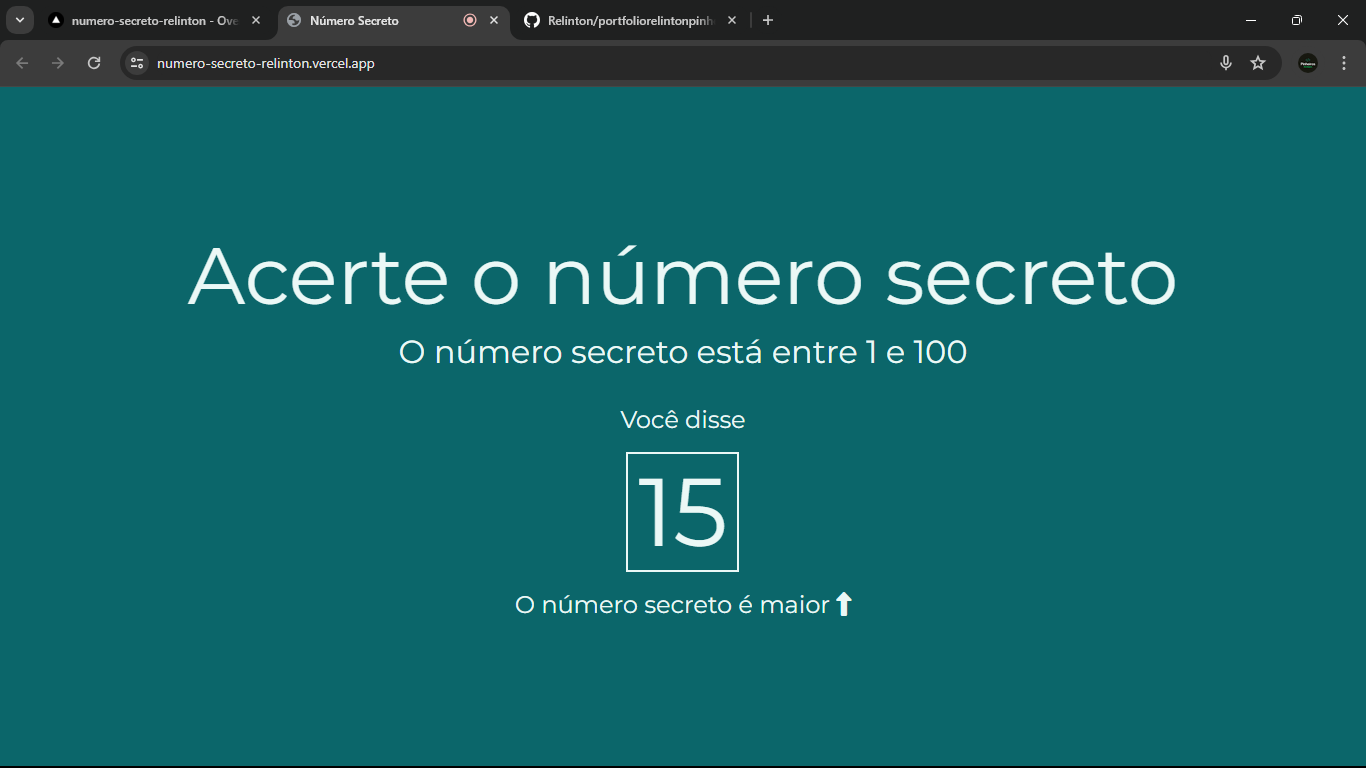 numero-secreto-relinton - Ove
Número Secreto
Relinton/portfoliorelintonpinh
numero-secreto-relinton.vercel.app
Acerte o número secreto
O número secreto está entre 1 e 100
Você disse
15
O número secreto é maior